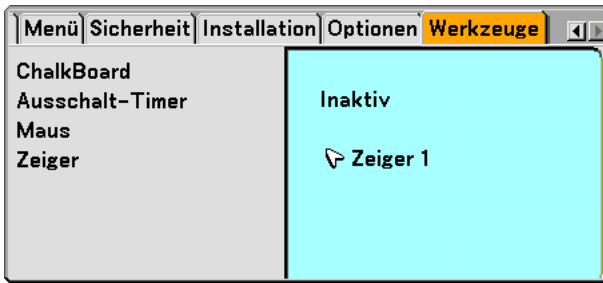 Menü Sicherheit Installation Optionen Werkzeuge
ChalkBoard
Ausschalt-Timer Inaktiv
Maus
Zeiger Zeiger 1